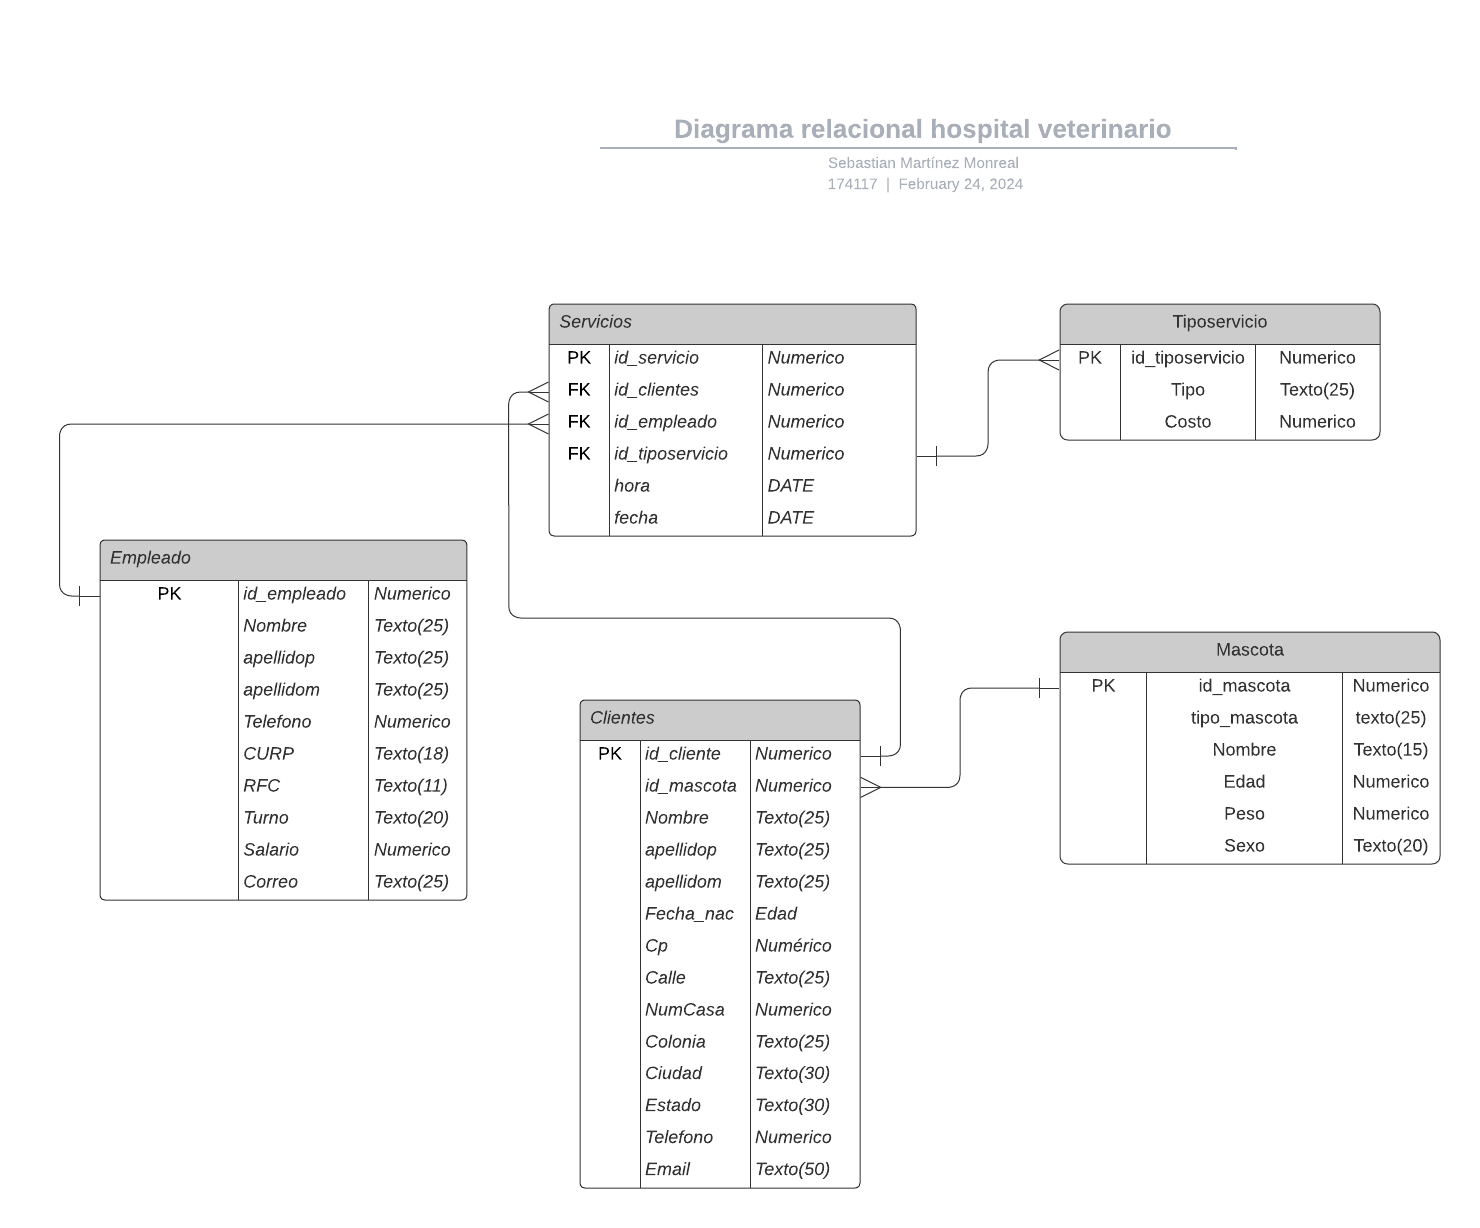 Diagrama relacional hospital veterinario
Sebastian Martínez Monreal
174117 | February 24, 2024
Servicios
PK id_servicio Numerico
FK id_clientes Numerico
FK id_empleado Numerico
FK id_tiposervicio Numerico
hora DATE
fecha DATE
Tiposervicio
PK id_tiposervicio Numerico
Tipo Texto(25)
Costo Numerico
Empleado
PK id_empleado Numerico
Nombre Texto(25)
apellidop Texto(25)
apellidom Texto(25)
Telefono Numerico
CURP Texto(18)
RFC Texto(11)
Turno Texto(20)
Salario Numerico
Correo Texto(25)
Clientes
PK id_cliente Numerico
id_mascota Numerico
Nombre Texto(25)
apellidop Texto(25)
apellidom Texto(25)
Fecha_nac Edad
Cp Numérico
Calle Texto(25)
NumCasa Numerico
Colonia Texto(25)
Ciudad Texto(30)
Estado Texto(30)
Telefono Numerico
Email Texto(50)
Mascota
PK id_mascota Numerico
tipo_mascota texto(25)
Nombre Texto(15)
Edad Numerico
Peso Numerico
Sexo Texto(20)